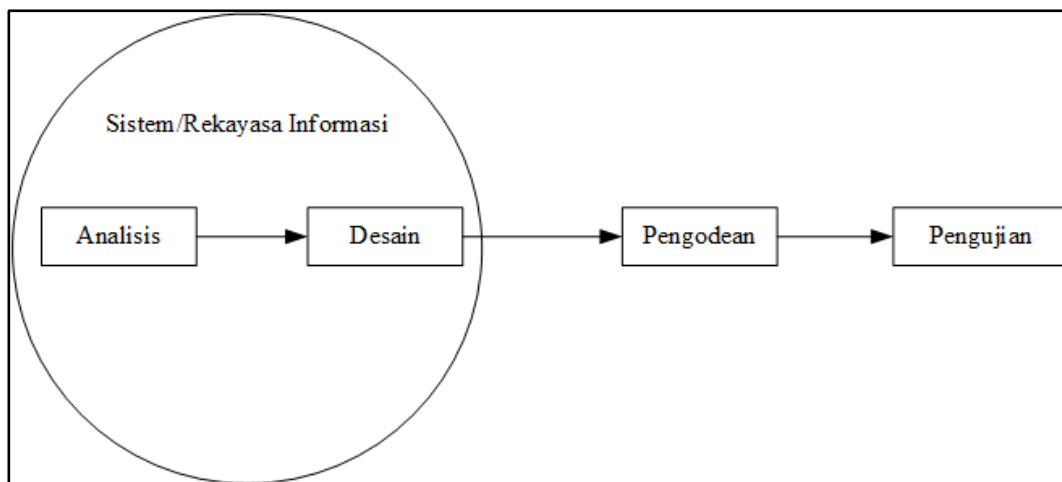 Sistem/Rekayasa Informasi
Analisis
Desain
Pengodean
Pengujian